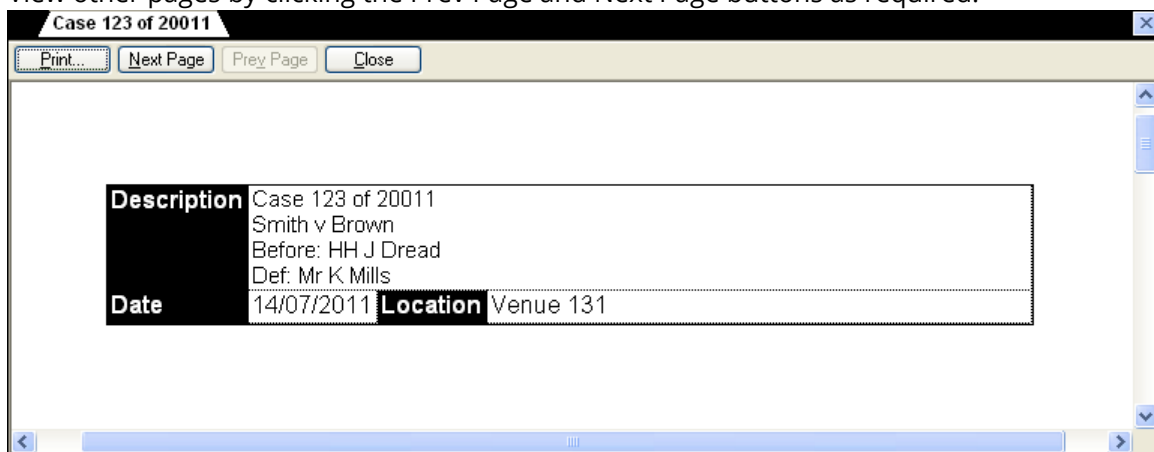 View other pages by clicking the Prev Page and Next Page buttons as required.
Case 123 of 20011
Print... Next Page Prev Page Close
Description Case 123 of 20011
Smith v Brown
Before: HH J Dread
Def: Mr K Mills
Date 14/07/2011 Location Venue 131